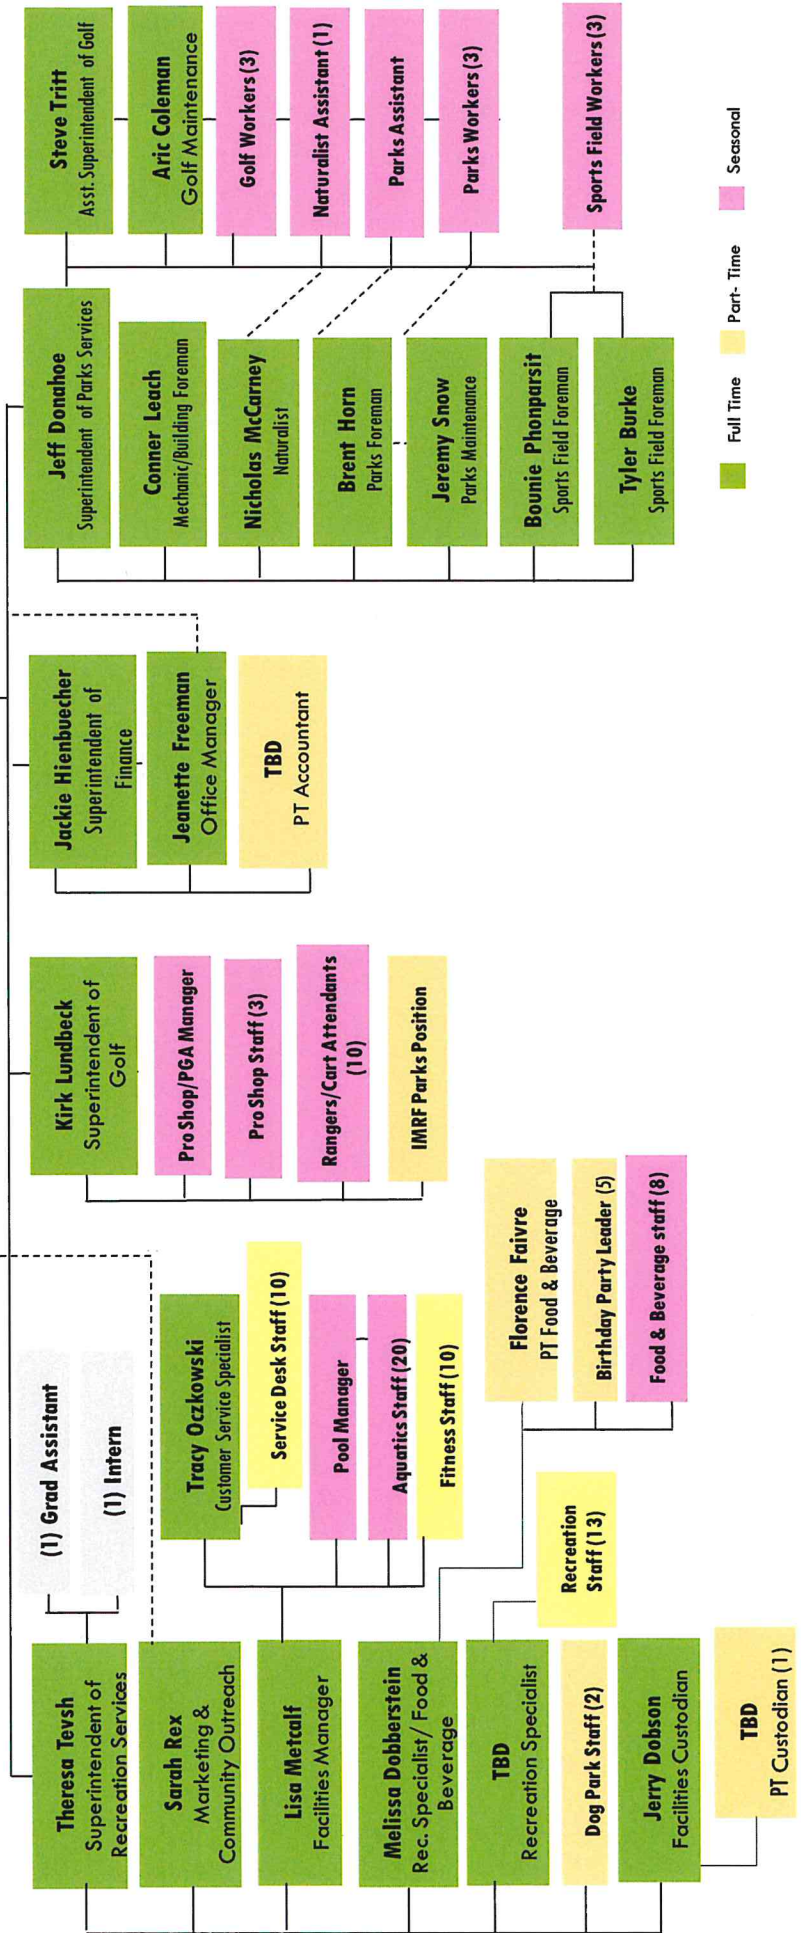 (1) Grad Assistant
(1) Intern
Theresa Tevsh
Superintendent of
Recreation Services
Sarah Rex
Marketing &
Community Outreach
Lisa Metcalf
Facilities Manager
Melissa Dobberstein
Rec. Specialist/ Food &
Beverage
TBD
Recreation Specialist
Dog Park Staff (2)
Jerry Dobson
Facilities Custodian
TBD
PT Custodian (1)
Tracy Oczkowski
Customer Service Specialist
Service Desk Staff (10)
Pool Manager
Aquatics Staff (20)
Fitness Staff (10)
Recreation
Staff (13)
Florence Faivre
PT Food & Beverage
Birthday Party Leader (5)
Food & Beverage staff (8)
Kirk Lundbeck
Superintendent of
Golf
Pro Shop/PGA Manager
Pro Shop Staff (3)
Rangers/Cart Attendants
(10)
IMRF Parks Position
Jackie Hienbuecher
Superintendent of
Finance
Jeanette Freeman
Office Manager
TBD
PT Accountant
Jeff Donahoe
Superintendent of Parks Services
Conner Leach
Mechanic/Building Foreman
Nicholas McCarney
Naturalist
Brent Horn
Parks Foreman
Jeremy Snow
Parks Maintenance
Bounie Phonparsit
Sports Field Foreman
Tyler Burke
Sports Field Foreman
Steve Tritt
Asst. Superintendent of Golf
Aric Coleman
Golf Maintenance
Golf Workers (3)
Naturalist Assistant (1)
Parks Assistant
Parks Workers (3)
Sports Field Workers (3)
Full Time
Part- Time
Seasonal